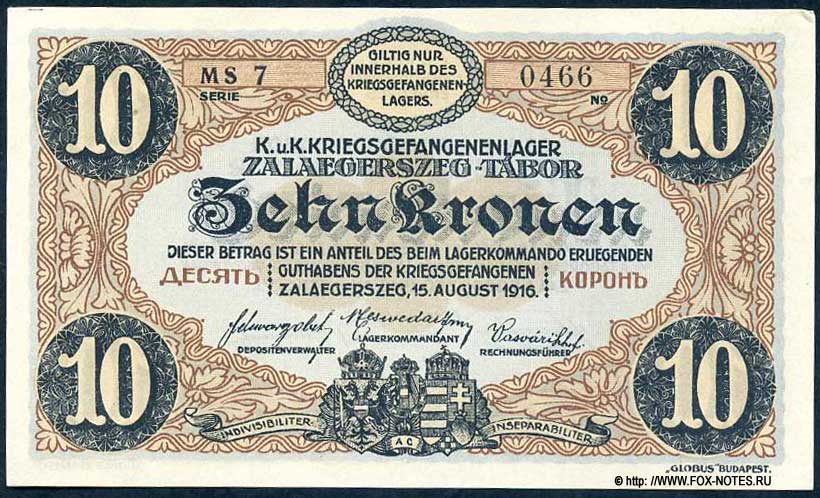 GILTIG NUR
INNERHALB DES
KRIEGSGEFANGENEN-
LAGERS.
10
MS 7
SERIE
0466
No
10
K.u.K.KRIEGSGEFANGENENLAGER
ZALAEGERSZEG-TÁBOR
Zehn Kronen
DIESER BETRAG IST EIN ANTEIL DES BEIM LAGERKOMMANDO ERLIEGENDEN
ДЕСЯТЬ GUTHABENS DER KRIEGSGEFANGENEN КОРОНЪ
ZALAEGERSZEG, 15. AUGUST 1916.
DEPOSITENVERWALTER
LAGERKOMMANDANT
RECHNUNGSFÜHRER
10
10
INDIVISIBILITER
AC
INSEPARABILITER
„GLOBUS" BUDAPEST.
© http://www.FOX-NOTES.RU